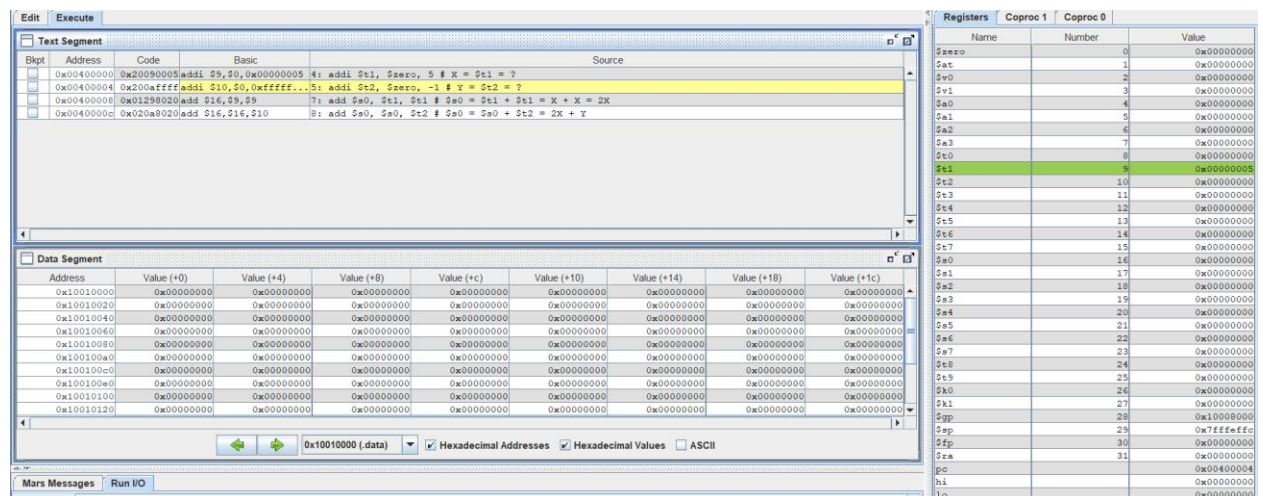 Edit Execute
Text Segment
Bkpt Address Code Basic Source
0x00400000 0x20090005 addi $9,$0,0x00000005 4: addi $t1, $zero, 5 # X = $t1 = ?
0x00400004 0x200affff addi $10,$0,0xfffff... 5: addi $t2, $zero, -1 # Y = $t2 = ?
0x00400008 0x01298020 add $16,$9,$9 7: add $s0, $t1, $t1 # $s0 = $t1 + $t1 = X + X = 2X
0x0040000c 0x020a8020 add $16,$16,$10 8: add $s0, $s0, $t2 # $s0 = $s0 + $t2 = 2X + Y
Data Segment
Address Value (+0) Value (+4) Value (+8) Value (+c) Value (+10) Value (+14) Value (+18) Value (+1c)
0x10010000 0x00000000 0x00000000 0x00000000 0x00000000 0x00000000 0x00000000 0x00000000 0x00000000
0x10010020 0x00000000 0x00000000 0x00000000 0x00000000 0x00000000 0x00000000 0x00000000 0x00000000
0x10010040 0x00000000 0x00000000 0x00000000 0x00000000 0x00000000 0x00000000 0x00000000 0x00000000
0x10010060 0x00000000 0x00000000 0x00000000 0x00000000 0x00000000 0x00000000 0x00000000 0x00000000
0x10010080 0x00000000 0x00000000 0x00000000 0x00000000 0x00000000 0x00000000 0x00000000 0x00000000
0x100100a0 0x00000000 0x00000000 0x00000000 0x00000000 0x00000000 0x00000000 0x00000000 0x00000000
0x100100c0 0x00000000 0x00000000 0x00000000 0x00000000 0x00000000 0x00000000 0x00000000 0x00000000
0x100100e0 0x00000000 0x00000000 0x00000000 0x00000000 0x00000000 0x00000000 0x00000000 0x00000000
0x10010100 0x00000000 0x00000000 0x00000000 0x00000000 0x00000000 0x00000000 0x00000000 0x00000000
0x10010120 0x00000000 0x00000000 0x00000000 0x00000000 0x00000000 0x00000000 0x00000000 0x00000000
0x10010000 (.data) Hexadecimal Addresses Hexadecimal Values ASCII
Mars Messages Run I/O
Registers Coproc 1 Coproc 0
Name Number Value
$zero 0 0x00000000
$at 1 0x00000000
$v0 2 0x00000000
$v1 3 0x00000000
$a0 4 0x00000000
$a1 5 0x00000000
$a2 6 0x00000000
$a3 7 0x00000000
$t0 8 0x00000000
$t1 9 0x00000005
$t2 10 0x00000000
$t3 11 0x00000000
$t4 12 0x00000000
$t5 13 0x00000000
$t6 14 0x00000000
$t7 15 0x00000000
$s0 16 0x00000000
$s1 17 0x00000000
$s2 18 0x00000000
$s3 19 0x00000000
$s4 20 0x00000000
$s5 21 0x00000000
$s6 22 0x00000000
$s7 23 0x00000000
$t8 24 0x00000000
$t9 25 0x00000000
$k0 26 0x00000000
$k1 27 0x00000000
$gp 28 0x10008000
$sp 29 0x7fffeffc
$fp 30 0x00000000
$ra 31 0x00000000
pc 0x00400004
hi 0x00000000
lo 0x00000000